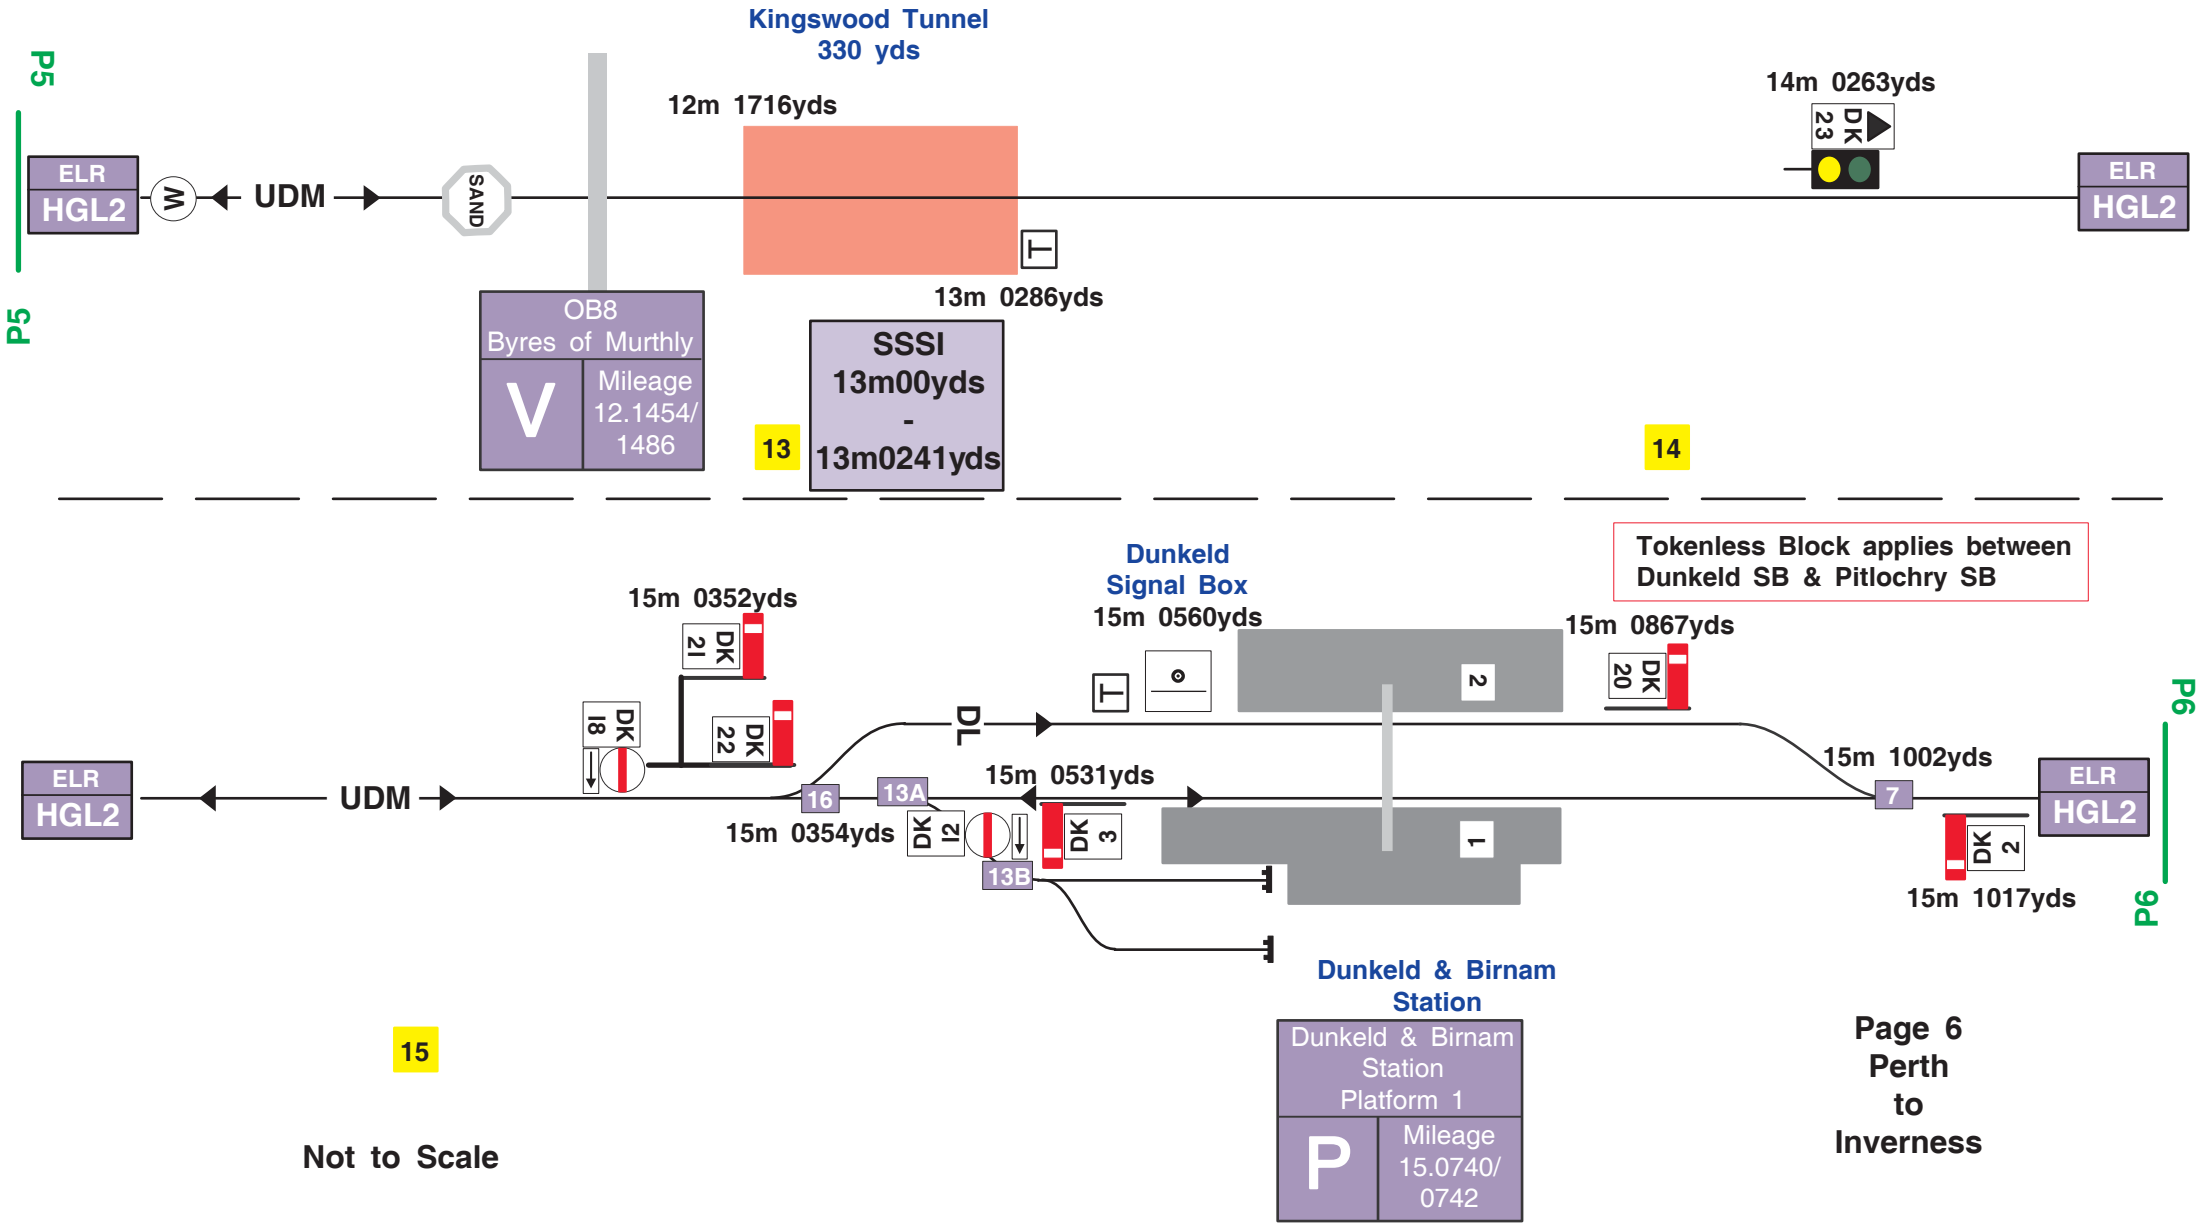 Kingswood Tunnel
330 yds
P5
P5
12m 1716yds
14m 0263yds
DK
23
ELR
HGL2
W
UDM
SAND
ELR
HGL2
T
13m 0286yds
OB8
Byres of Murthly
V
Mileage
12.1454/
1486
SSSI
13m00yds
-
13m0241yds
13
14
Tokenless Block applies between
Dunkeld SB & Pitlochry SB
Dunkeld
Signal Box
15m 0560yds
15m 0352yds
DK
2I
15m 0867yds
DK
20
2
T
P6
P6
DK
I8
DK
22
DL
15m 1002yds
ELR
HGL2
UDM
16
13A
15m 0531yds
7
ELR
HGL2
15m 0354yds
DK
I2
DK
3
1
DK
2
13B
15m 1017yds
Dunkeld & Birnam
Station
Dunkeld & Birnam
Station
Platform 1
P
Mileage
15.0740/
0742
15
Not to Scale
Page 6
Perth
to
Inverness